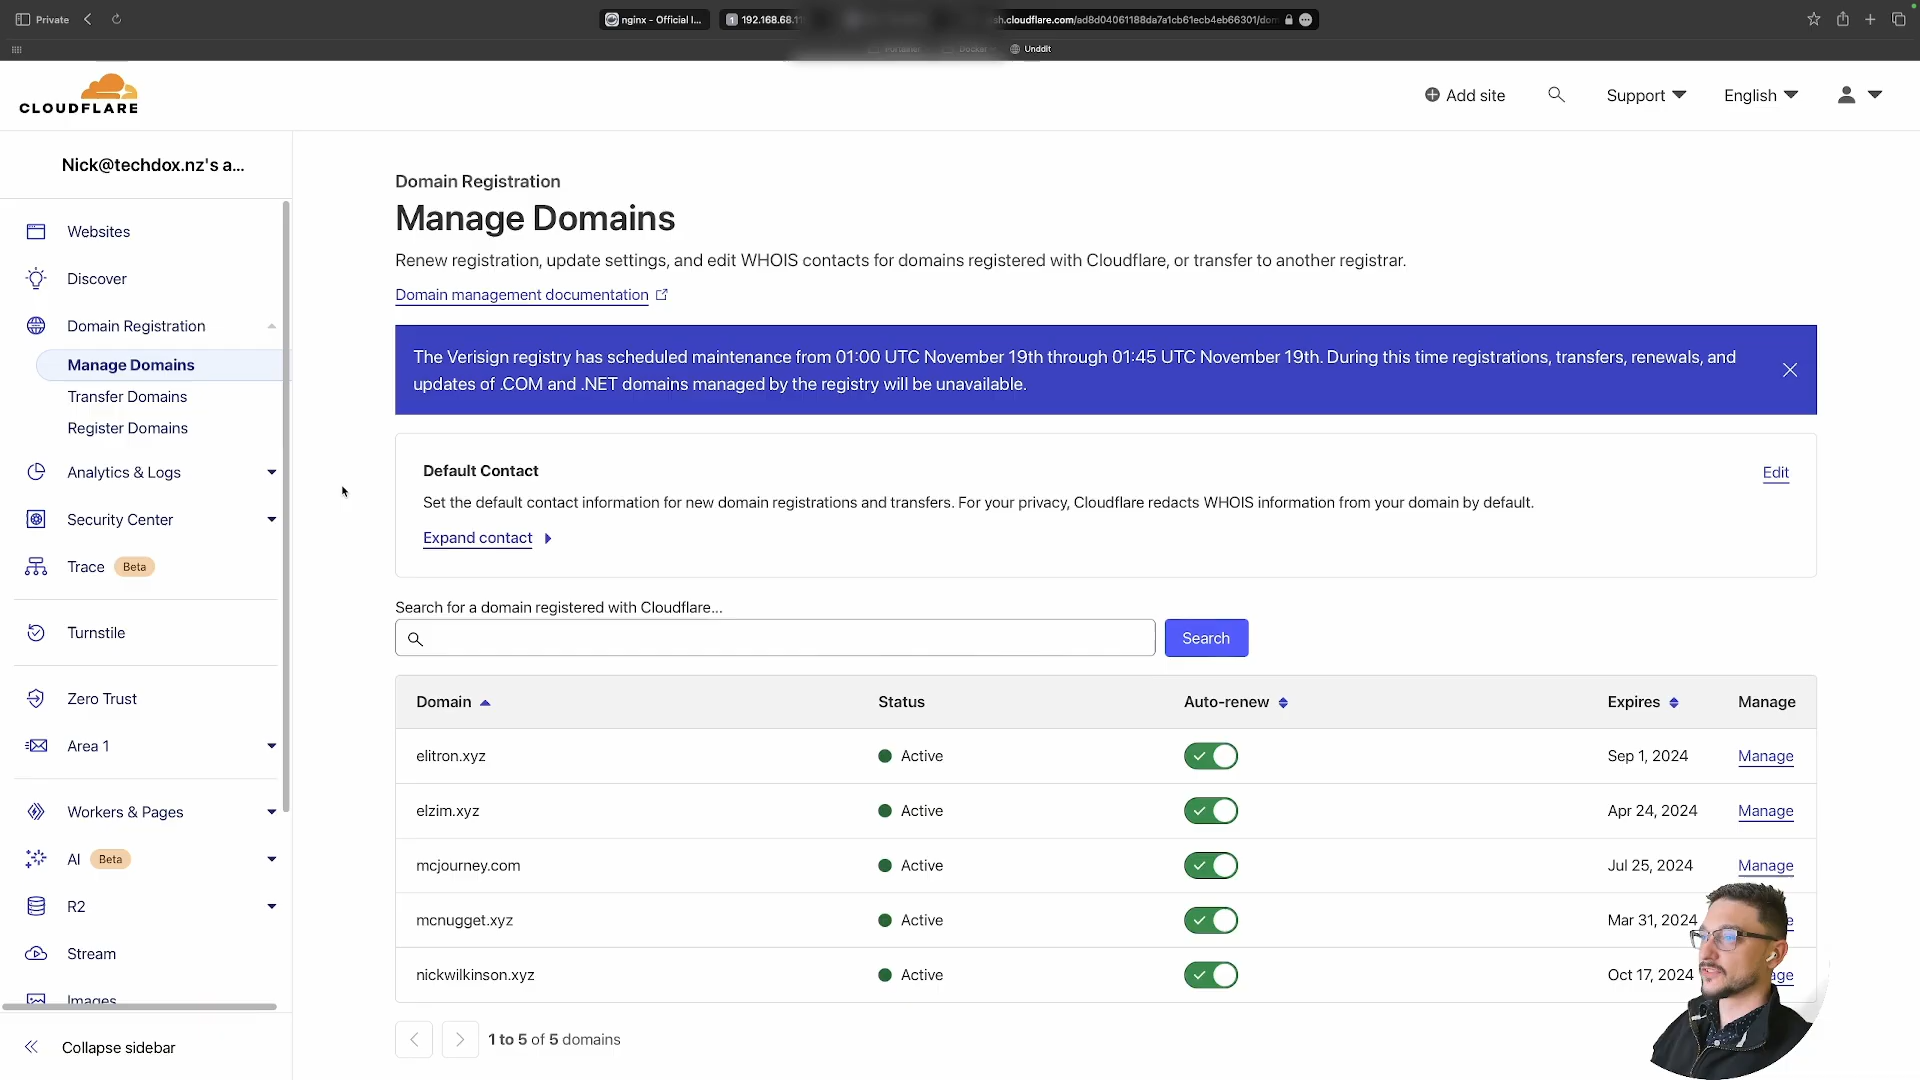 Private
nginx - Official I...
1 192.168.68.1
sh.cloudflare.com/ad8d04061188da7a1cb61ecb4eb66301/dom
Portainer
Docker
Unddit
CLOUDFLARE
Add site
Support
English
Nick@techdox.nz's a...
Websites
Discover
Domain Registration
Manage Domains
Transfer Domains
Register Domains
Analytics & Logs
Security Center
Trace Beta
Turnstile
Zero Trust
Area 1
Workers & Pages
AI Beta
R2
Stream
Images
Collapse sidebar
Domain Registration
Manage Domains
Renew registration, update settings, and edit WHOIS contacts for domains registered with Cloudflare, or transfer to another registrar.
Domain management documentation
The Verisign registry has scheduled maintenance from 01:00 UTC November 19th through 01:45 UTC November 19th. During this time registrations, transfers, renewals, and
updates of .COM and .NET domains managed by the registry will be unavailable.
Default Contact
Edit
Set the default contact information for new domain registrations and transfers. For your privacy, Cloudflare redacts WHOIS information from your domain by default.
Expand contact
Search for a domain registered with Cloudflare...
Search
Domain Status Auto-renew Expires Manage
elitron.xyz Active Sep 1, 2024 Manage
elzim.xyz Active Apr 24, 2024 Manage
mcjourney.com Active Jul 25, 2024 Manage
mcnugget.xyz Active Mar 31, 2024 e
nickwilkinson.xyz Active Oct 17, 2024 age
1 to 5 of 5 domains